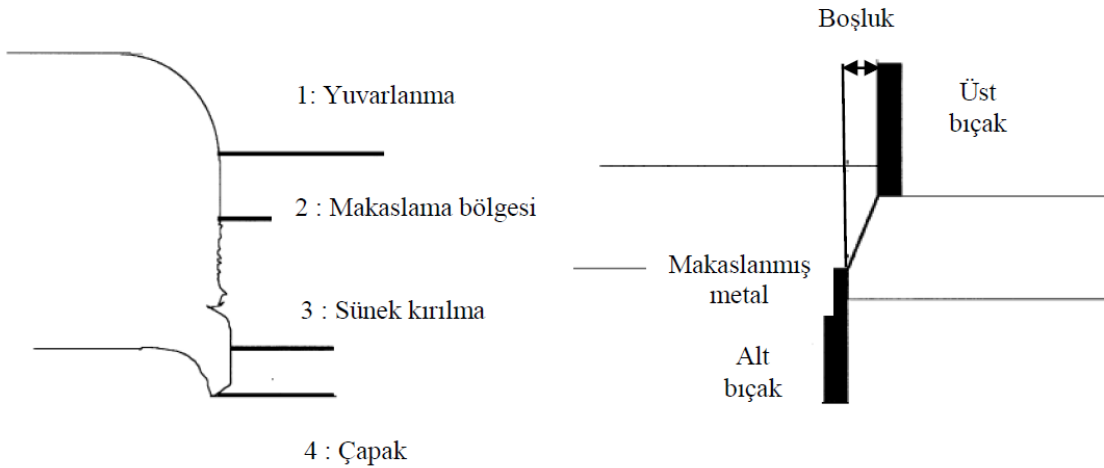 1: Yuvarlanma
2 : Makaslama bölgesi
3 : Sünek kırılma
4 : Çapak
Boşluk
Üst
bıçak
Makaslanmış
metal
Alt
bıçak